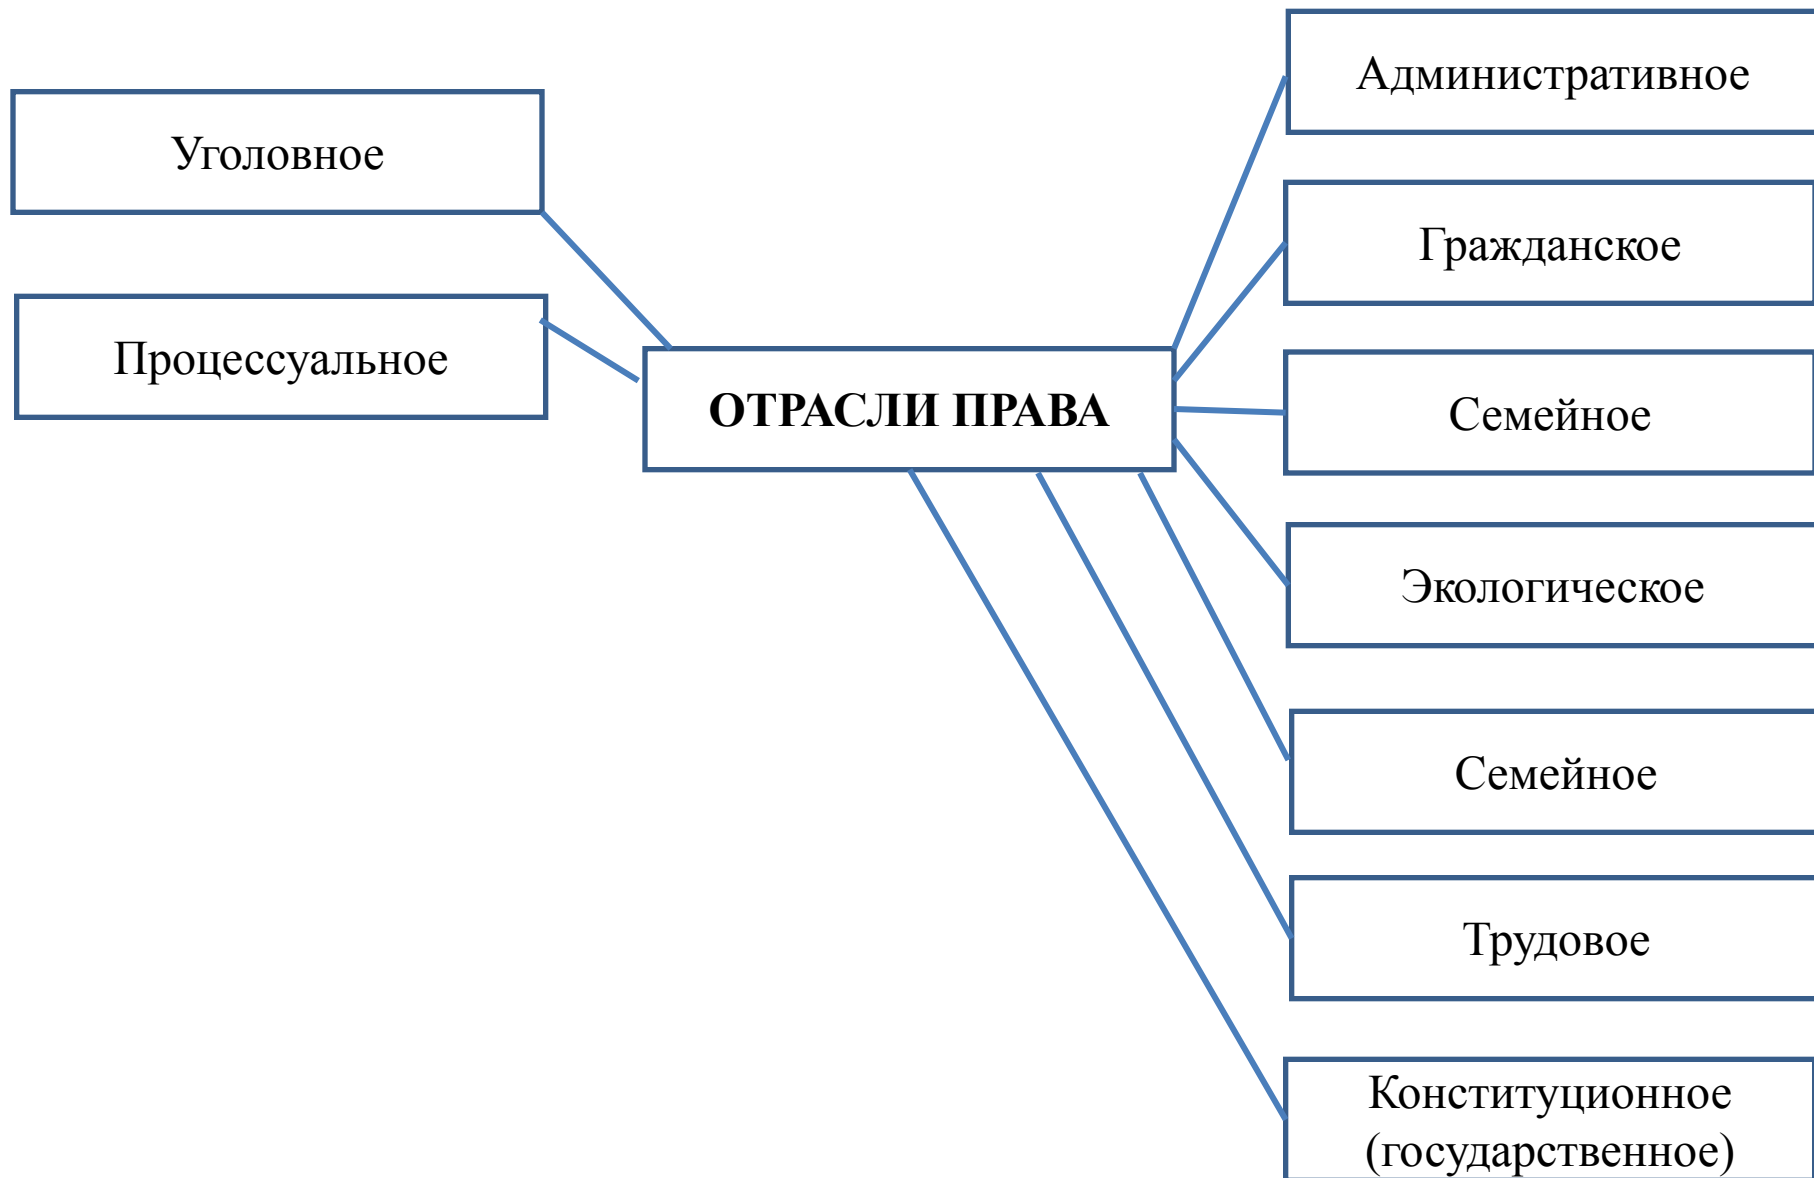 Административное
Уголовное
Гражданское
Процессуальное
ОТРАСЛИ ПРАВА
Семейное
Экологическое
Семейное
Трудовое
Конституционное
(государственное)